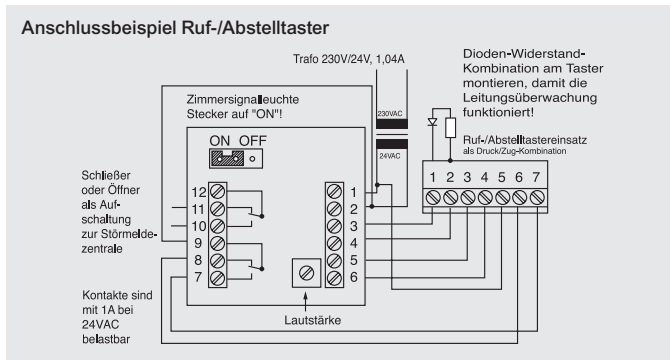 Anschlussbeispiel Ruf-/Abstelltaster
Trafo 230V/24V, 1,04A
Dioden-Widerstand-
Kombination am Taster
montieren, damit die
Leitungsüberwachung
funktioniert!
Zimmersignalleuchte
Stecker auf "ON"!
230VAC
24VAC
Ruf-/Abstelltastereinsatz
als Druck/Zug-Kombination
ON OFF
1 2 3 4 5 6 7
Schließer
oder Öffner
als Auf-
schaltung
zur Störmelde-
zentrale
12
11
10
9
8
7
1
2
3
4
5
6
Kontakte sind
mit 1A bei
24VAC
belastbar
Lautstärke